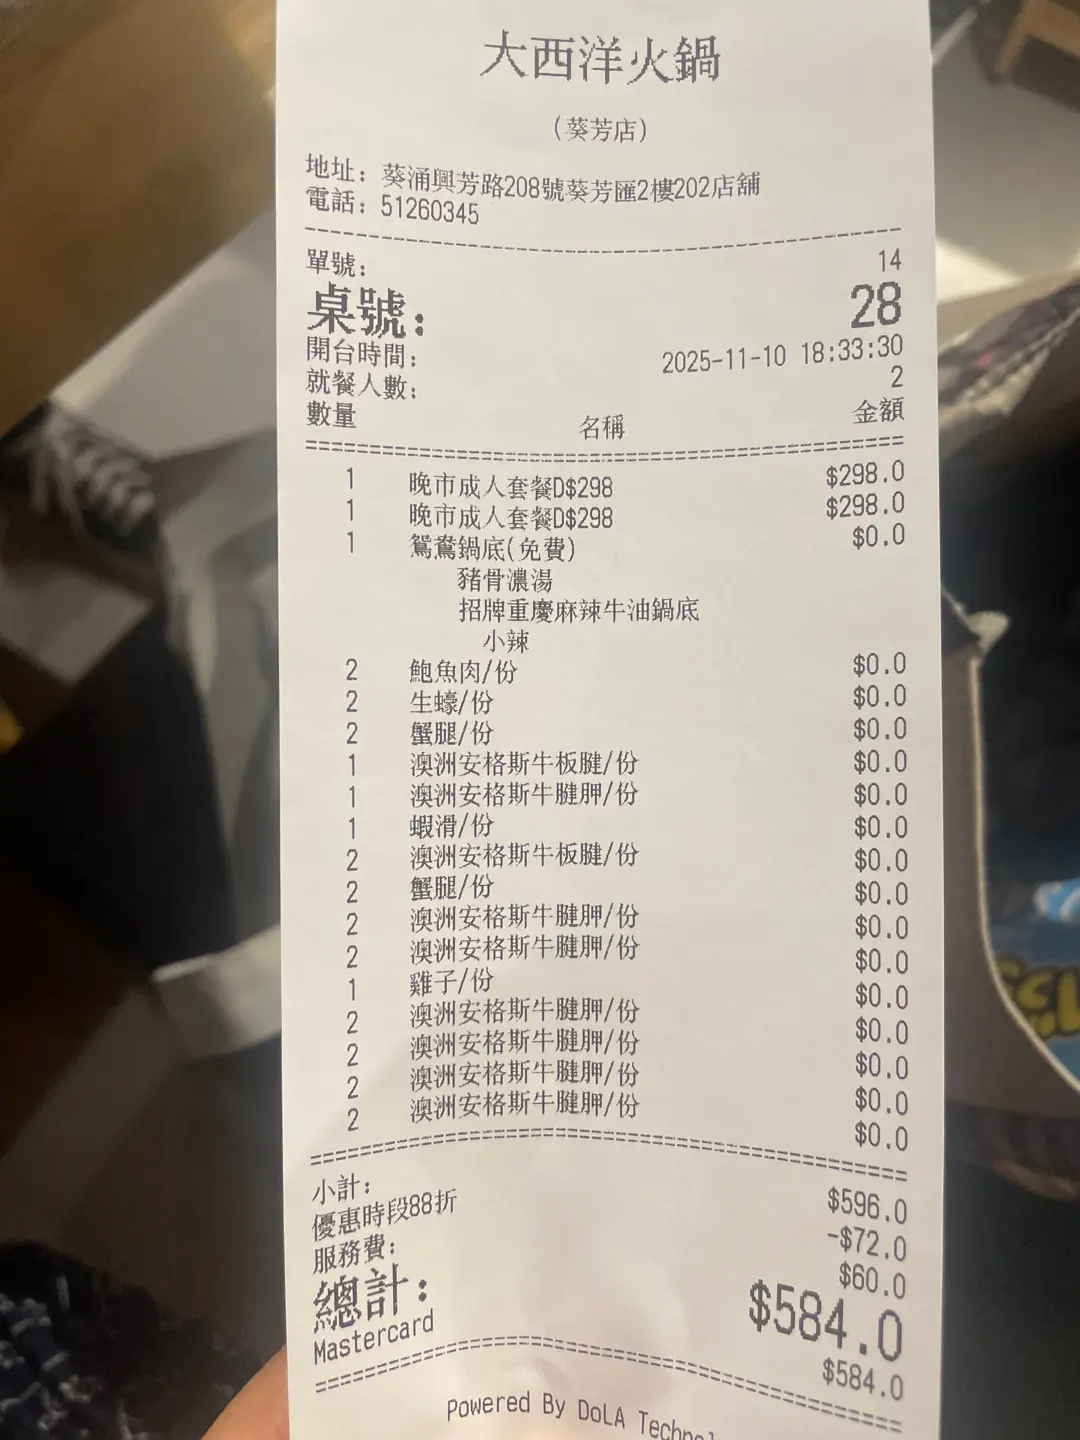 大西洋火鍋
(葵芳店)
地址: 葵涌興芳路208號葵芳匯2樓202店舖
電話: 51260345
單號: 14
桌號: 28
開台時間: 2025-11-10 18:33:30
就餐人數: 2
數量 名稱 金額
1 晚市成人套餐D$298 $298.0
1 晚市成人套餐D$298 $298.0
1 鴛鴦鍋底(免費) $0.0
豬骨濃湯
招牌重慶麻辣牛油鍋底
小辣
2 鮑魚肉/份 $0.0
2 生蠔/份 $0.0
2 蟹腿/份 $0.0
1 澳洲安格斯牛板腱/份 $0.0
1 澳洲安格斯牛腱胛/份 $0.0
1 蝦滑/份 $0.0
2 澳洲安格斯牛板腱/份 $0.0
2 蟹腿/份 $0.0
2 澳洲安格斯牛腱胛/份 $0.0
2 澳洲安格斯牛腱胛/份 $0.0
1 雞子/份 $0.0
2 澳洲安格斯牛腱胛/份 $0.0
2 澳洲安格斯牛腱胛/份 $0.0
2 澳洲安格斯牛腱胛/份 $0.0
2 澳洲安格斯牛腱胛/份 $0.0
小計: $596.0
優惠時段88折 -$72.0
服務費: $60.0
總計: $584.0
Mastercard $584.0
Powered By DoLA